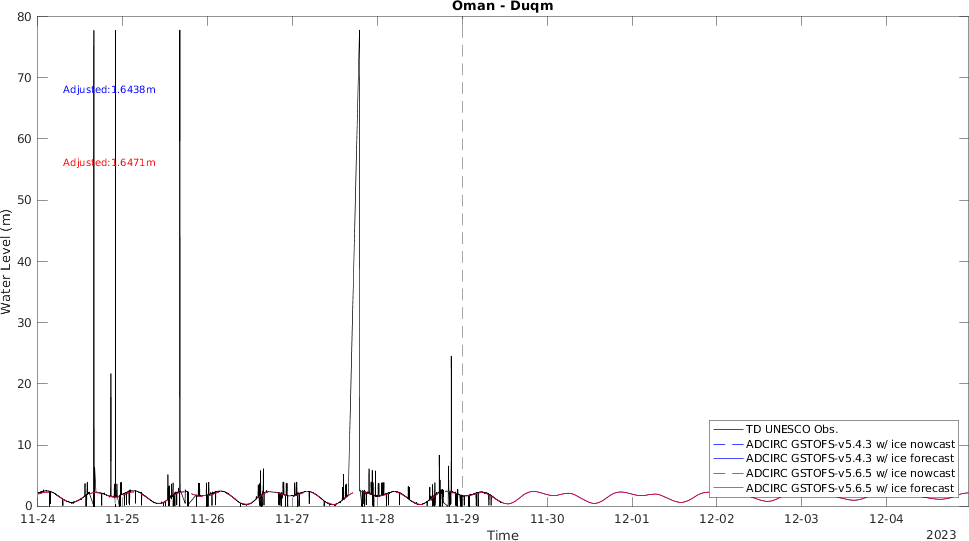 Oman - Duqm
80
70
60
50
40
30
20
10
0
Water Level (m)
Adjusted:1.6438m
Adjusted:1.6471m
TD UNESCO Obs.
ADCIRC GSTOFS-v5.4.3 w/ ice nowcast
ADCIRC GSTOFS-v5.4.3 w/ ice forecast
ADCIRC GSTOFS-v5.6.5 w/ ice nowcast
ADCIRC GSTOFS-v5.6.5 w/ ice forecast
11-24
11-25
11-26
11-27
11-28
11-29
11-30
12-01
12-02
12-03
12-04
Time
2023